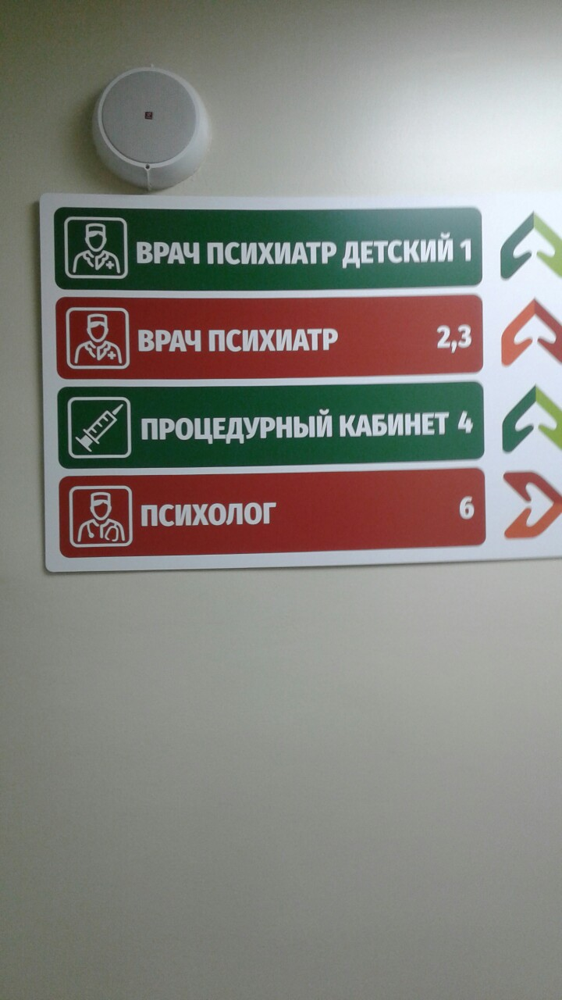 ВРАЧ ПСИХИАТР ДЕТСКИЙ 1
ВРАЧ ПСИХИАТР 2,3
ПРОЦЕДУРНЫЙ КАБИНЕТ 4
ПСИХОЛОГ 6